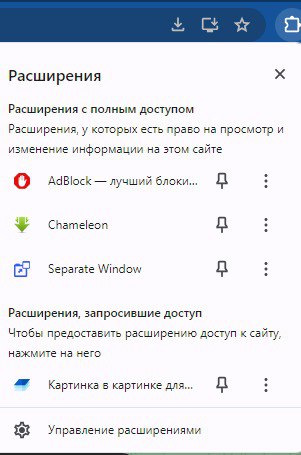 Расширения
Расширения с полным доступом
Расширения, у которых есть право на просмотр и
изменение информации на этом сайте
AdBlock — лучший блоки...
Chameleon
Separate Window
Расширения, запросившие доступ
Чтобы предоставить расширению доступ к сайту,
нажмите на него
Картинка в картинке для...
Управление расширениями